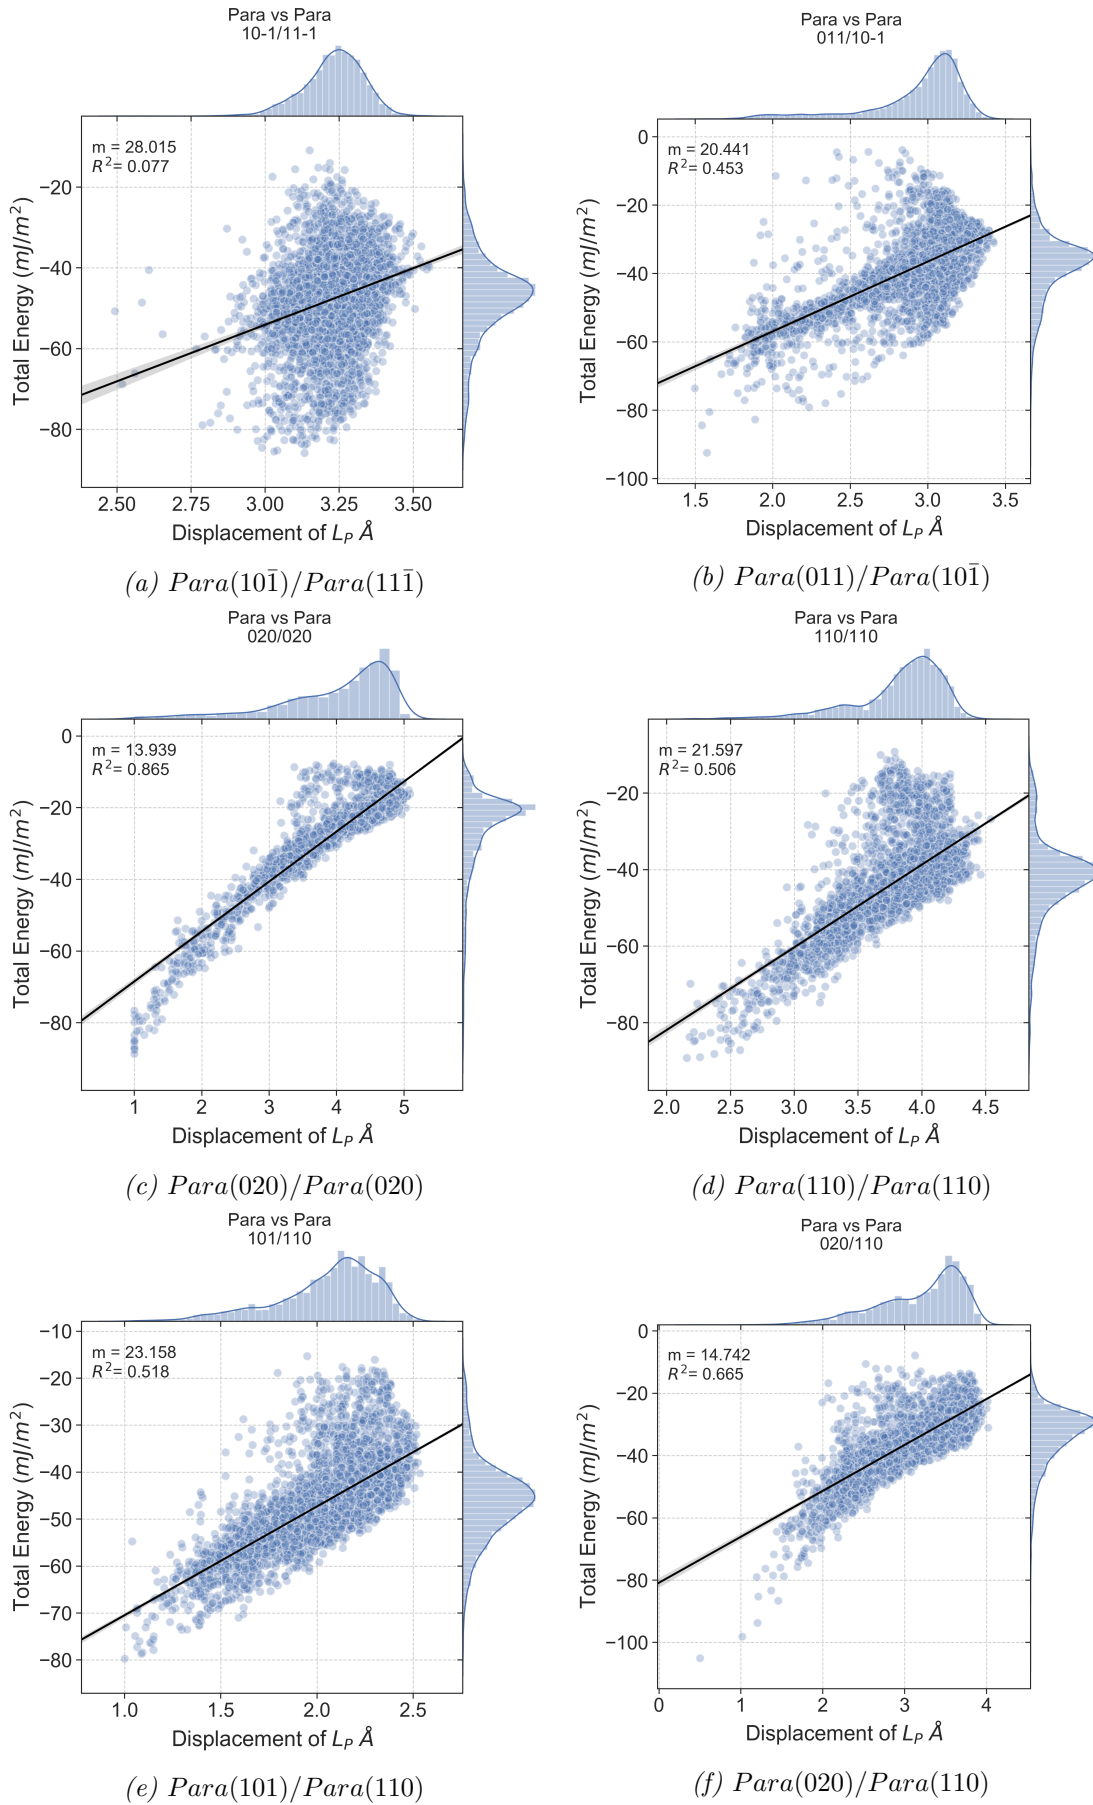 Para vs Para
10-1/11-1
m = 28.015
R²= 0.077
−20
−40
−60
−80
Total Energy (mJ/m²)
2.50 2.75 3.00 3.25 3.50
Displacement of L_P Å
(a) Para(101̄)/Para(111̄)
Para vs Para
011/10-1
m = 20.441
R²= 0.453
0
−20
−40
−60
−80
−100
Total Energy (mJ/m²)
1.5 2.0 2.5 3.0 3.5
Displacement of L_P Å
(b) Para(011)/Para(101̄)
Para vs Para
020/020
m = 13.939
R²= 0.865
0
−20
−40
−60
−80
Total Energy (mJ/m²)
1 2 3 4 5
Displacement of L_P Å
(c) Para(020)/Para(020)
Para vs Para
110/110
m = 21.597
R²= 0.506
−20
−40
−60
−80
Total Energy (mJ/m²)
2.0 2.5 3.0 3.5 4.0 4.5
Displacement of L_P Å
(d) Para(110)/Para(110)
Para vs Para
101/110
m = 23.158
R²= 0.518
−10
−20
−30
−40
−50
−60
−70
−80
Total Energy (mJ/m²)
1.0 1.5 2.0 2.5
Displacement of L_P Å
(e) Para(101)/Para(110)
Para vs Para
020/110
m = 14.742
R²= 0.665
0
−20
−40
−60
−80
−100
Total Energy (mJ/m²)
0 1 2 3 4
Displacement of L_P Å
(f) Para(020)/Para(110)